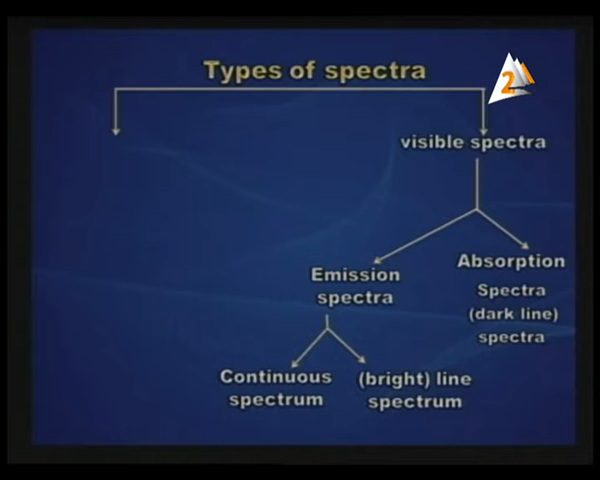 Types of spectra
2
visible spectra
Emission
spectra
Absorption
Spectra
(dark line)
spectra
Continuous
spectrum
(bright) line
spectrum